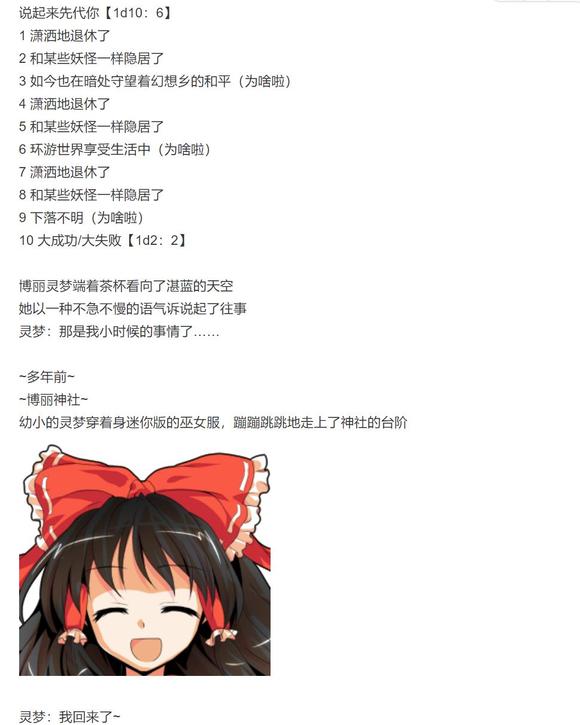 说起来先代你【1d10：6】
1 潇洒地退休了
2 和某些妖怪一样隐居了
3 如今也在暗处守望着幻想乡的和平（为啥啦）
4 潇洒地退休了
5 和某些妖怪一样隐居了
6 环游世界享受生活中（为啥啦）
7 潇洒地退休了
8 和某些妖怪一样隐居了
9 下落不明（为啥啦）
10 大成功/大失败【1d2：2】
博丽灵梦端着茶杯看向了湛蓝的天空
她以一种不急不慢的语气诉说起了往事
灵梦：那是我小时候的事情了……
~多年前~
~博丽神社~
幼小的灵梦穿着身迷你版的巫女服，蹦蹦跳跳地走上了神社的台阶
灵梦：我回来了~